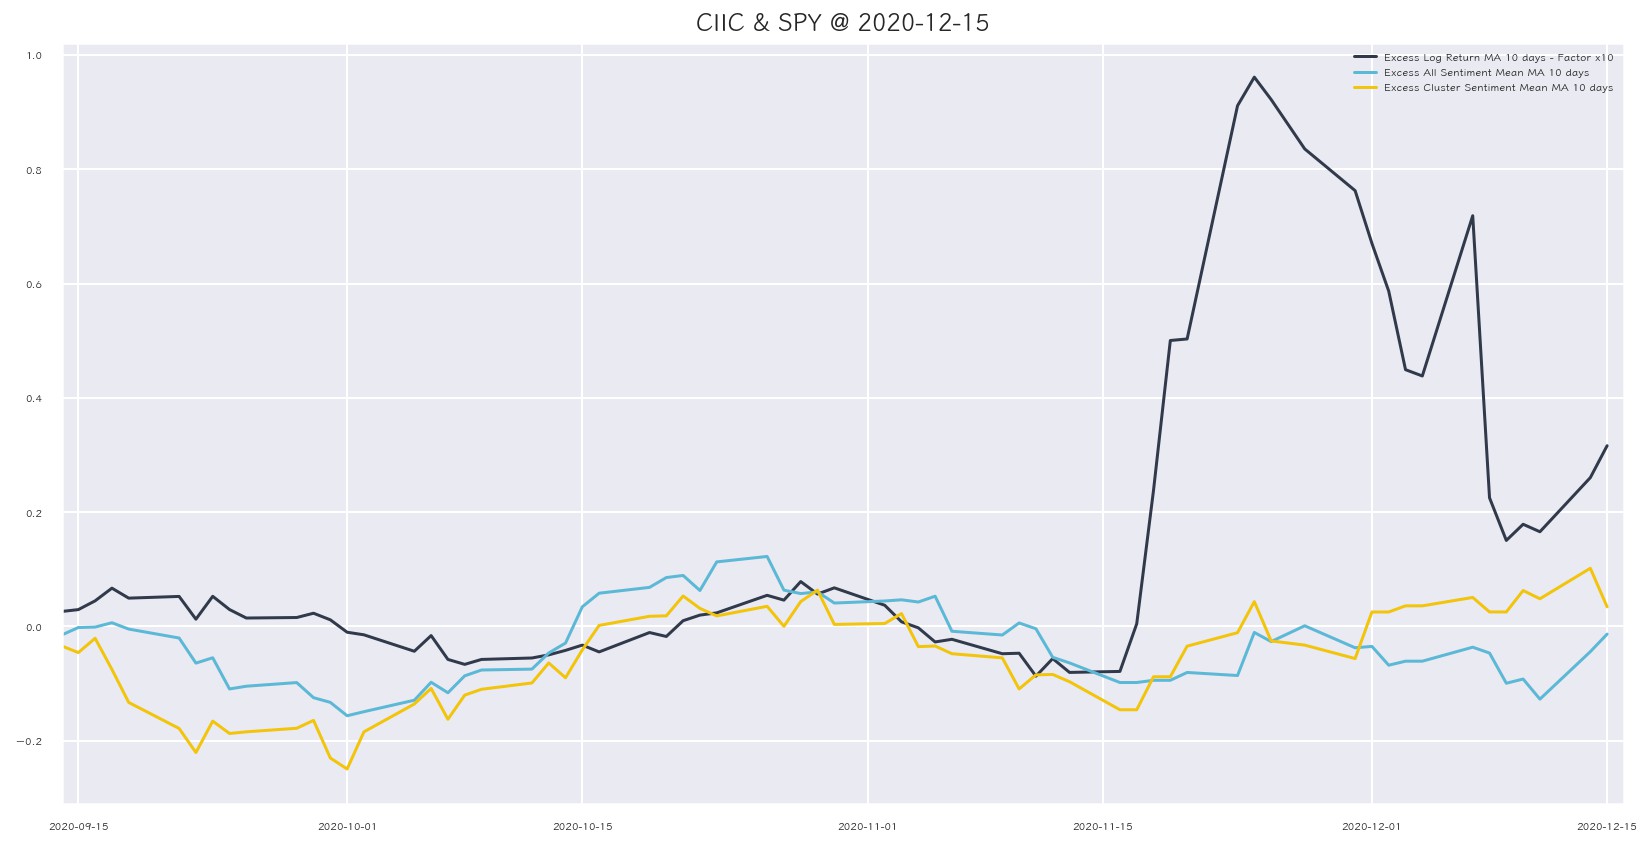 CIIC & SPY @ 2020-12-15
Excess Log Return MA 10 days - Factor x10
Excess All Sentiment Mean MA 10 days
Excess Cluster Sentiment Mean MA 10 days
1.0
0.8
0.6
0.4
0.2
0.0
−0.2
2020-09-15 2020-10-01 2020-10-15 2020-11-01 2020-11-15 2020-12-01 2020-12-15